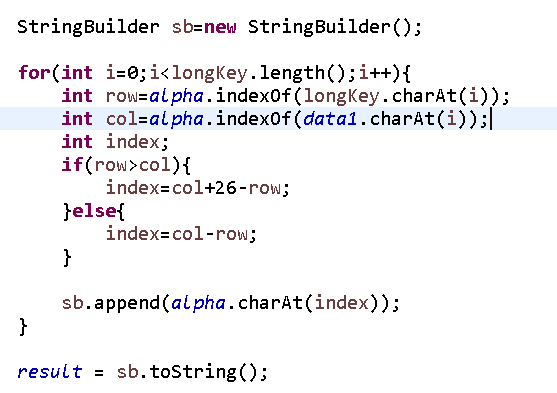 StringBuilder sb=new StringBuilder();
for(int i=0;i<longKey.length();i++){
int row=alpha.indexOf(longKey.charAt(i));
int col=alpha.indexOf(data1.charAt(i));
int index;
if(row>col){
index=col+26-row;
}else{
index=col-row;
}
sb.append(alpha.charAt(index));
}
result = sb.toString();